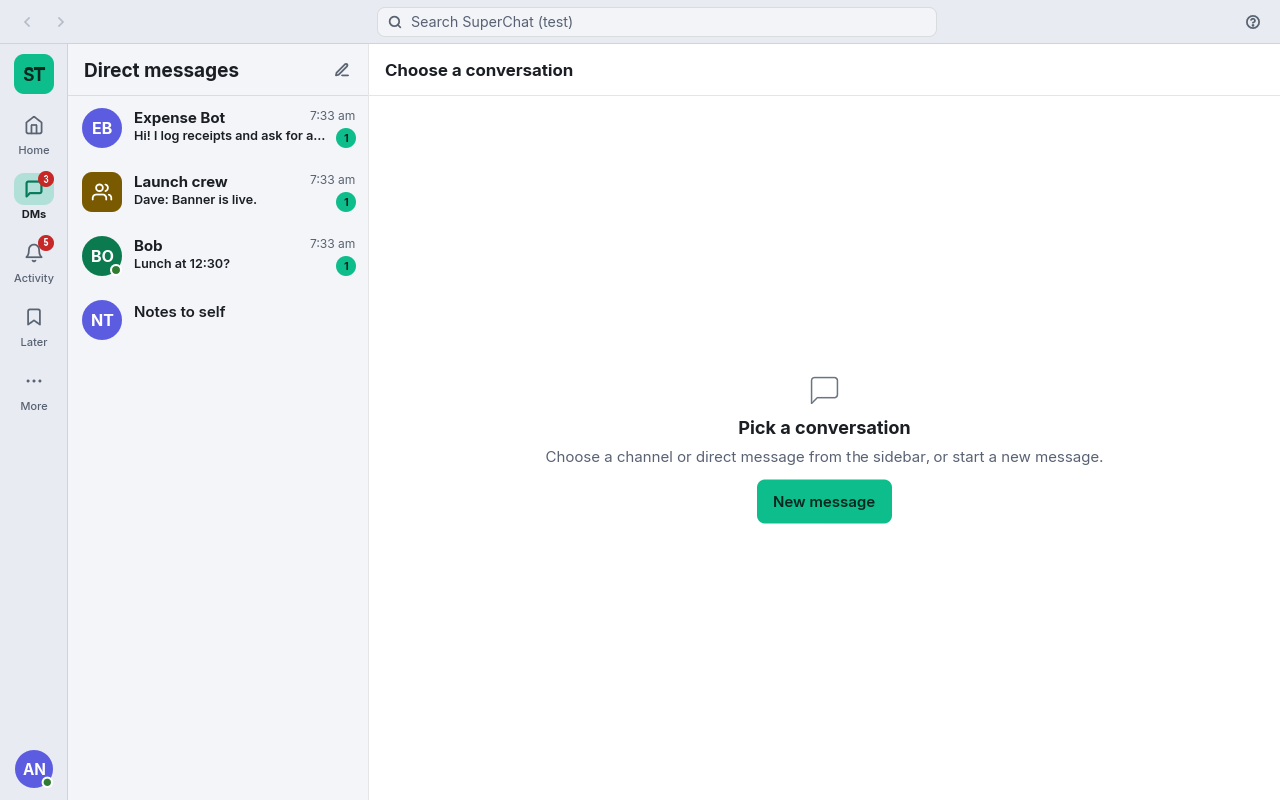 Search SuperChat (test)
ST
Home
3
DMs
5
Activity
Later
More
AN
Direct messages
EB
Expense Bot
7:33 am
Hi! I log receipts and ask for a...
1
Launch crew
7:33 am
Dave: Banner is live.
1
BO
Bob
7:33 am
Lunch at 12:30?
1
NT
Notes to self
Choose a conversation
Pick a conversation
Choose a channel or direct message from the sidebar, or start a new message.
New message